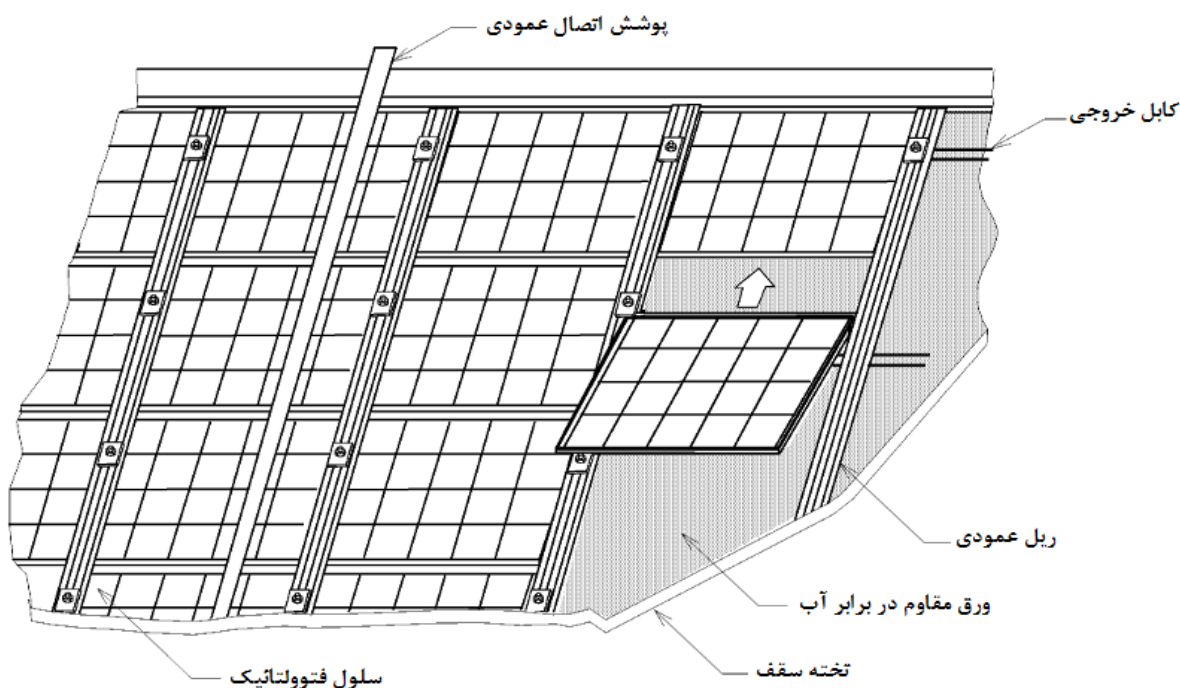 پوشش اتصال عمودی
کابل خروجی
ریل عمودی
ورق مقاوم در برابر آب
تخته سقف
سلول فتوولتائیک